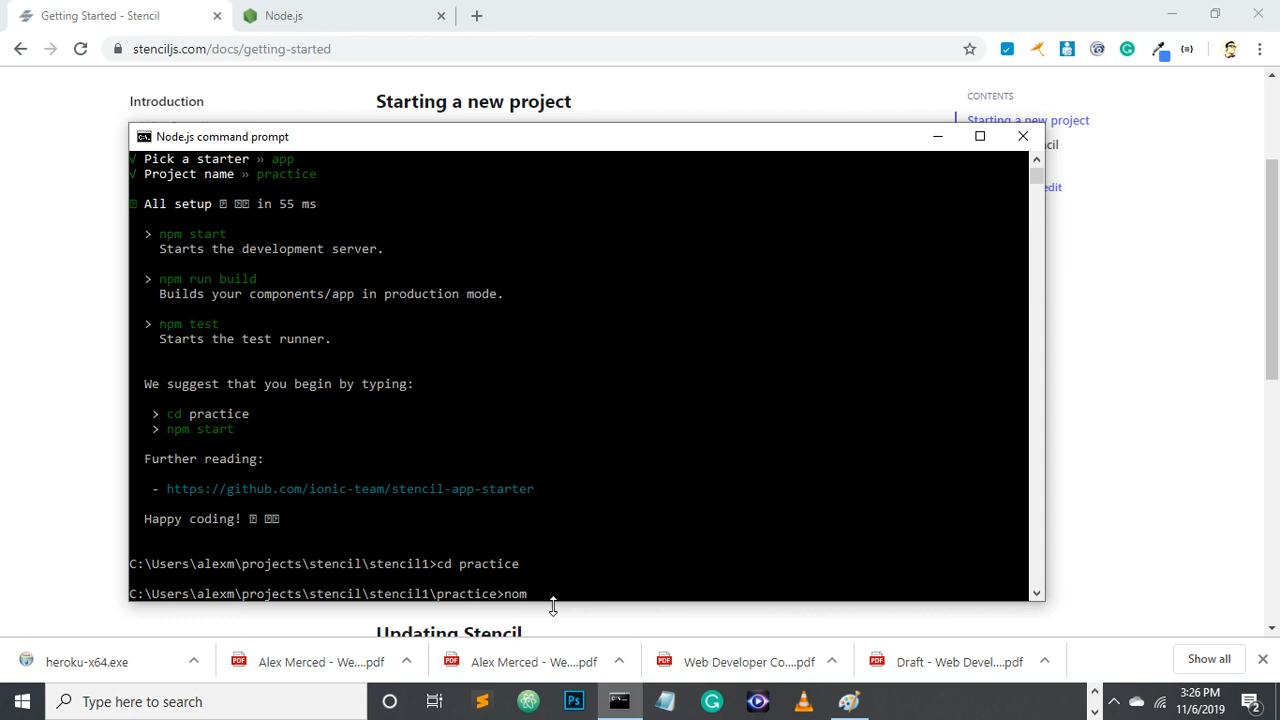 Getting Started - Stencil
Node.js
stenciljs.com/docs/getting-started
Introduction
Starting a new project
CONTENTS
Starting a new project
cil
edit
Node.js command prompt
√ Pick a starter » app
√ Project name » practice
All setup in 55 ms
> npm start
Starts the development server.
> npm run build
Builds your components/app in production mode.
> npm test
Starts the test runner.
We suggest that you begin by typing:
> cd practice
> npm start
Further reading:
- https://github.com/ionic-team/stencil-app-starter
Happy coding!
C:\Users\alexm\projects\stencil\stencil1>cd practice
C:\Users\alexm\projects\stencil\stencil1\practice>nom
Updating Stencil
heroku-x64.exe
Alex Merced - We....pdf
Alex Merced - We....pdf
Web Developer Co....pdf
Draft - Web Devel....pdf
Show all
Type here to search
3:26 PM
11/6/2019
2